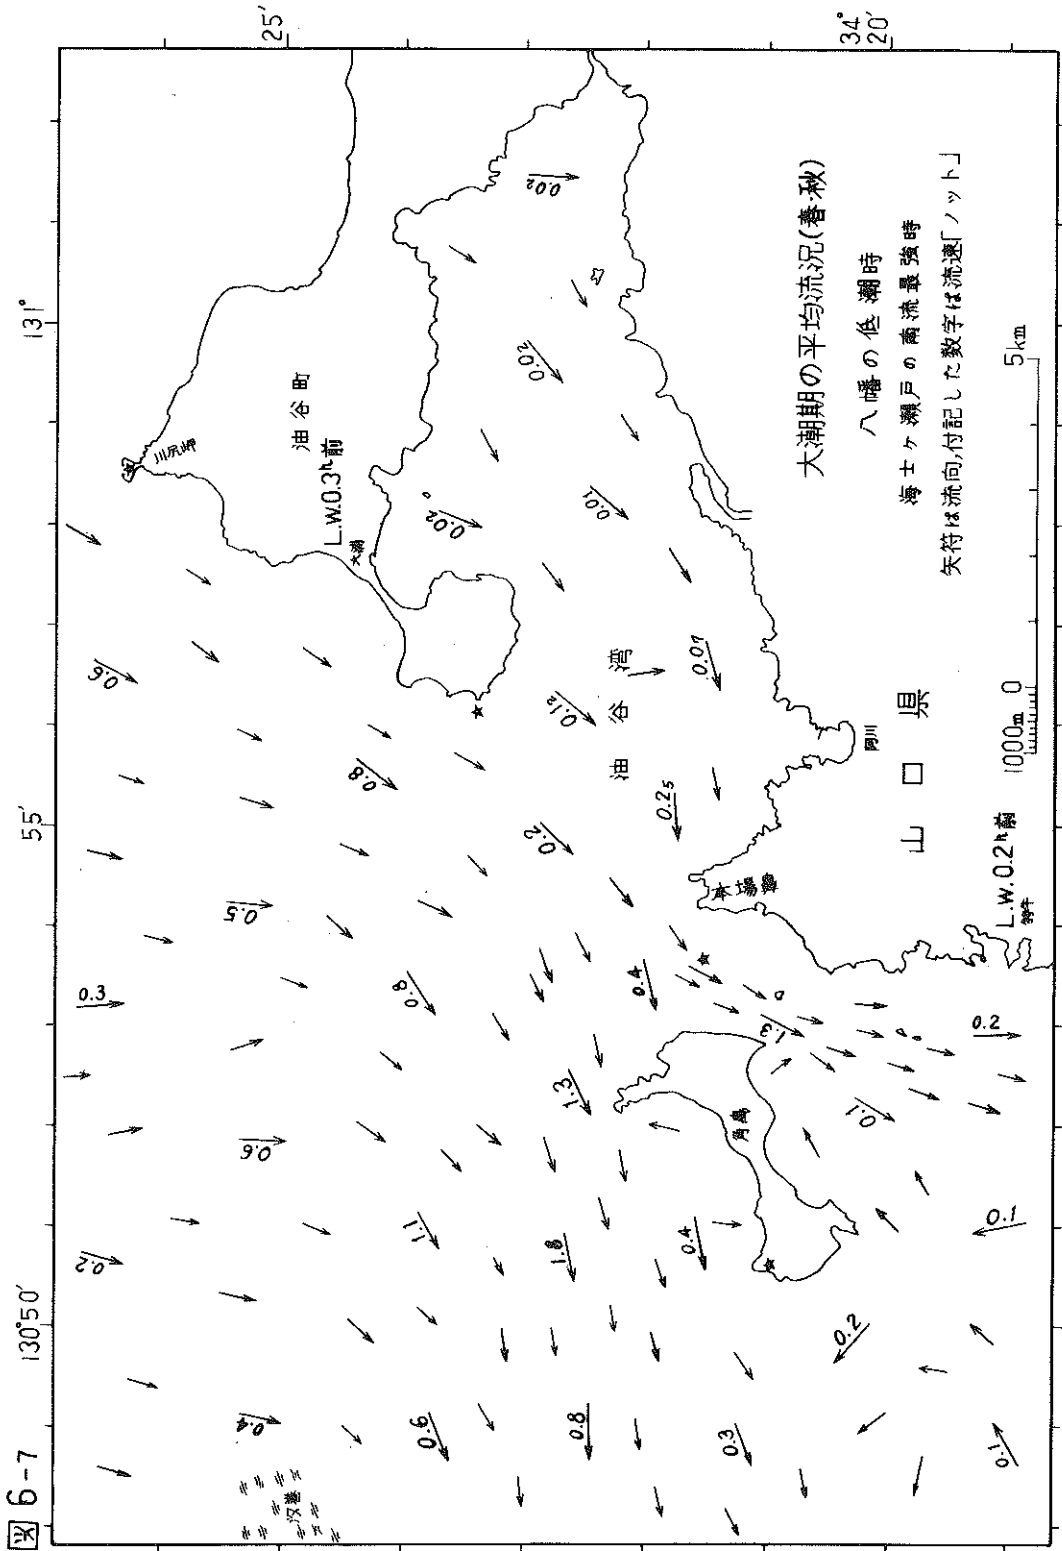 図 6-7
130°50′
55′
131°
25′
34°
20′
川尻岬
油谷町
L.W.0.3ʰ前
大浦
油谷湾
本場鼻
阿川
山口県
L.W.0.2ʰ前
角島
汐巻
大潮期の平均流況(春・秋)
八幡の低潮時
海士ヶ瀬戸の南流最強時
矢符は流向,付記した数字は流速「ノット」
1000m 0 5km
0.2
0.3
0.5
0.6
0.4
0.6
0.8
0.8
1.1
0.6
1.8
0.8
1.3
0.4
0.4
0.3
0.2
0.1₂
0.2₅
0.0₇
0.0₂
0.0₁
0.0₂
0.0₂
1.3
0.1
0.2
0.1
0.2
0.1